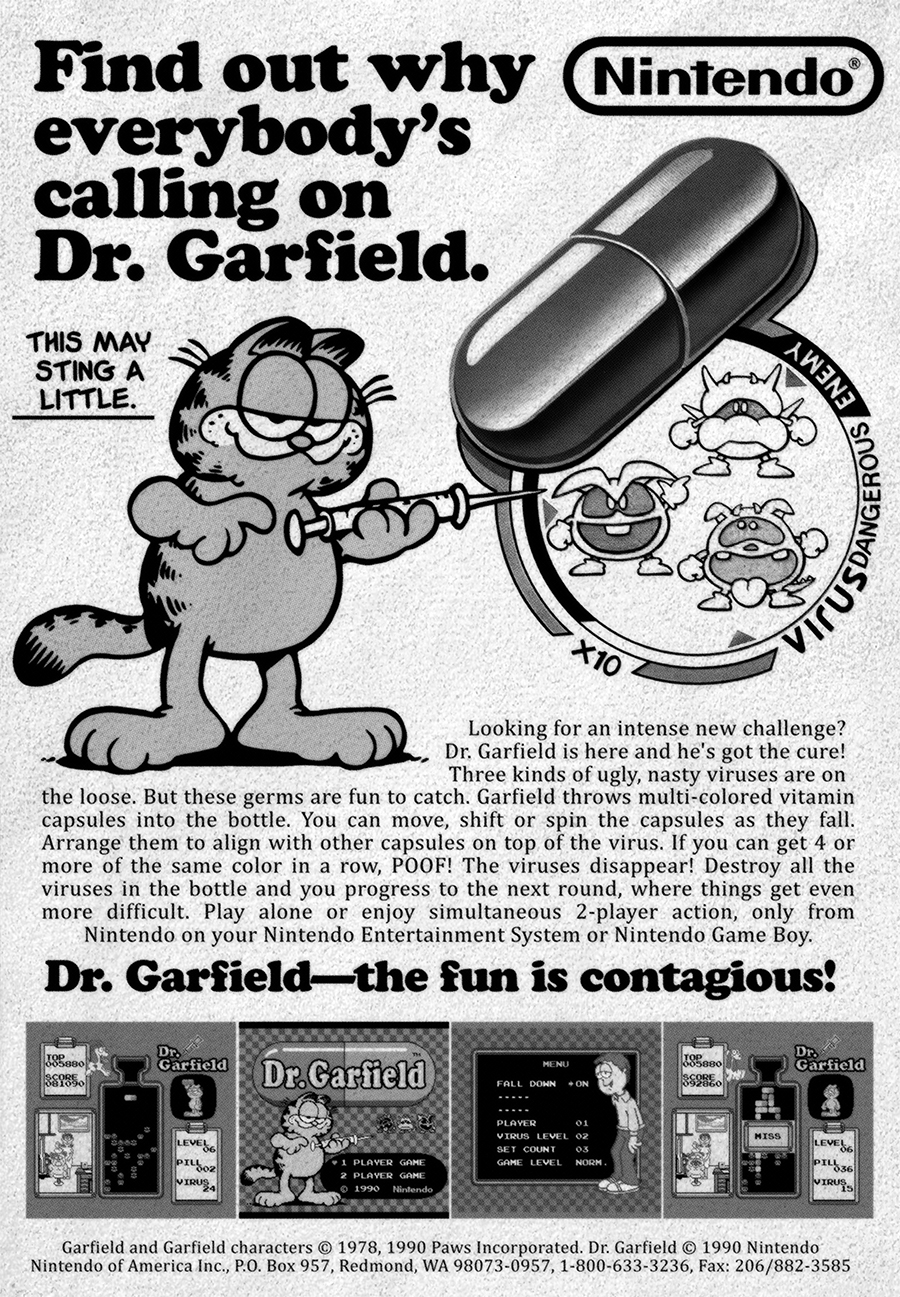 Find out why
everybody's
calling on
Dr. Garfield.
Nintendo®
THIS MAY
STING A
LITTLE.
ENEMY
VIRUS DANGEROUS
X10
Looking for an intense new challenge?
Dr. Garfield is here and he's got the cure!
Three kinds of ugly, nasty viruses are on
the loose. But these germs are fun to catch. Garfield throws multi-colored vitamin
capsules into the bottle. You can move, shift or spin the capsules as they fall.
Arrange them to align with other capsules on top of the virus. If you can get 4 or
more of the same color in a row, POOF! The viruses disappear! Destroy all the
viruses in the bottle and you progress to the next round, where things get even
more difficult. Play alone or enjoy simultaneous 2-player action, only from
Nintendo on your Nintendo Entertainment System or Nintendo Game Boy.
Dr. Garfield—the fun is contagious!
TOP
005880
SCORE
081090
Dr.
Garfield
LEVEL
06
PILL
002
VIRUS
24
Dr. Garfield™
♥1 PLAYER GAME
2 PLAYER GAME
© 1990 Nintendo
MENU
FALL DOWN *ON
-----
-----
PLAYER 01
VIRUS LEVEL 02
SET COUNT 03
GAME LEVEL NORM.
TOP
005880
SCORE
092860
Dr.
Garfield
MISS
LEVEL
06
PILL
036
VIRUS
15
Garfield and Garfield characters © 1978, 1990 Paws Incorporated. Dr. Garfield © 1990 Nintendo
Nintendo of America Inc., P.O. Box 957, Redmond, WA 98073-0957, 1-800-633-3236, Fax: 206/882-3585